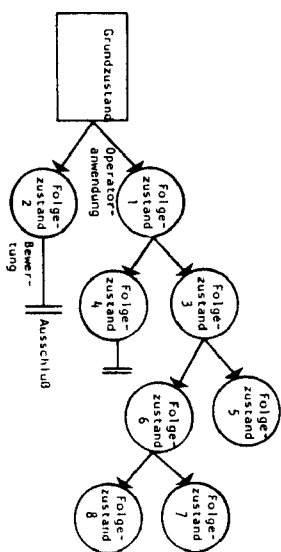 Grundzustand
Operator-
anwendung
Folge-
zustand
1
Folge-
zustand
2
Bewer-
tung
Ausschluß
Folge-
zustand
3
Folge-
zustand
4
Folge-
zustand
5
Folge-
zustand
6
Folge-
zustand
7
Folge-
zustand
8